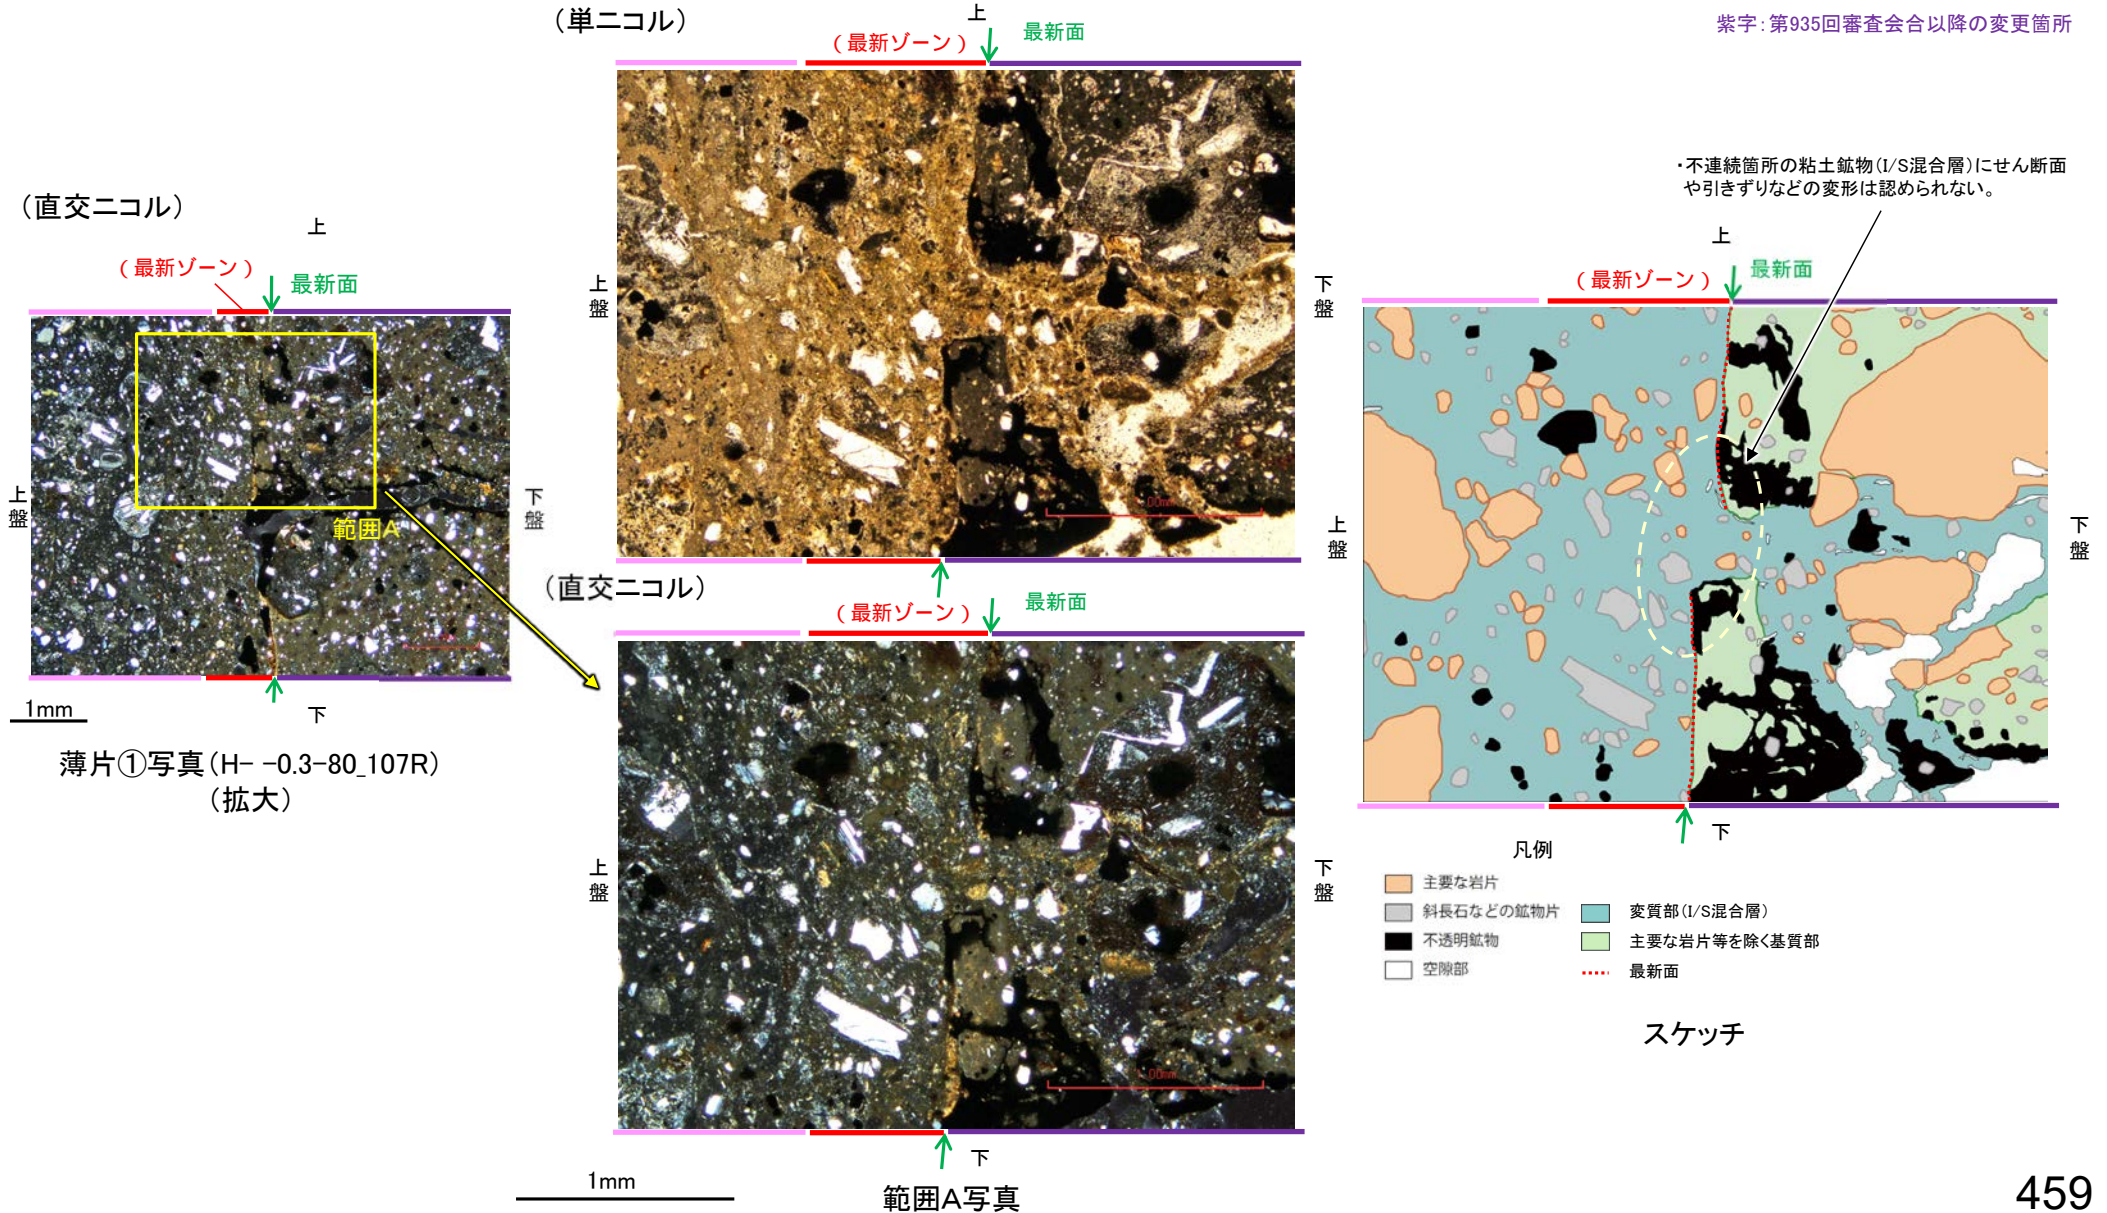 紫字:第935回審査会合以降の変更箇所
(単ニコル)
上
(最新ゾーン)
最新面
上盤
下盤
(直交ニコル)
上
(最新ゾーン)
最新面
上盤
下盤
範囲A
下
1mm
薄片①写真(H- -0.3-80_107R)
(拡大)
(直交ニコル)
(最新ゾーン)
最新面
上盤
下盤
1.00mm
下
1mm
範囲A写真
・不連続箇所の粘土鉱物(I/S混合層)にせん断面
や引きずりなどの変形は認められない。
上
(最新ゾーン)
最新面
上盤
下盤
下
凡例
主要な岩片
斜長石などの鉱物片
不透明鉱物
空隙部
変質部(I/S混合層)
主要な岩片等を除く基質部
最新面
スケッチ
459